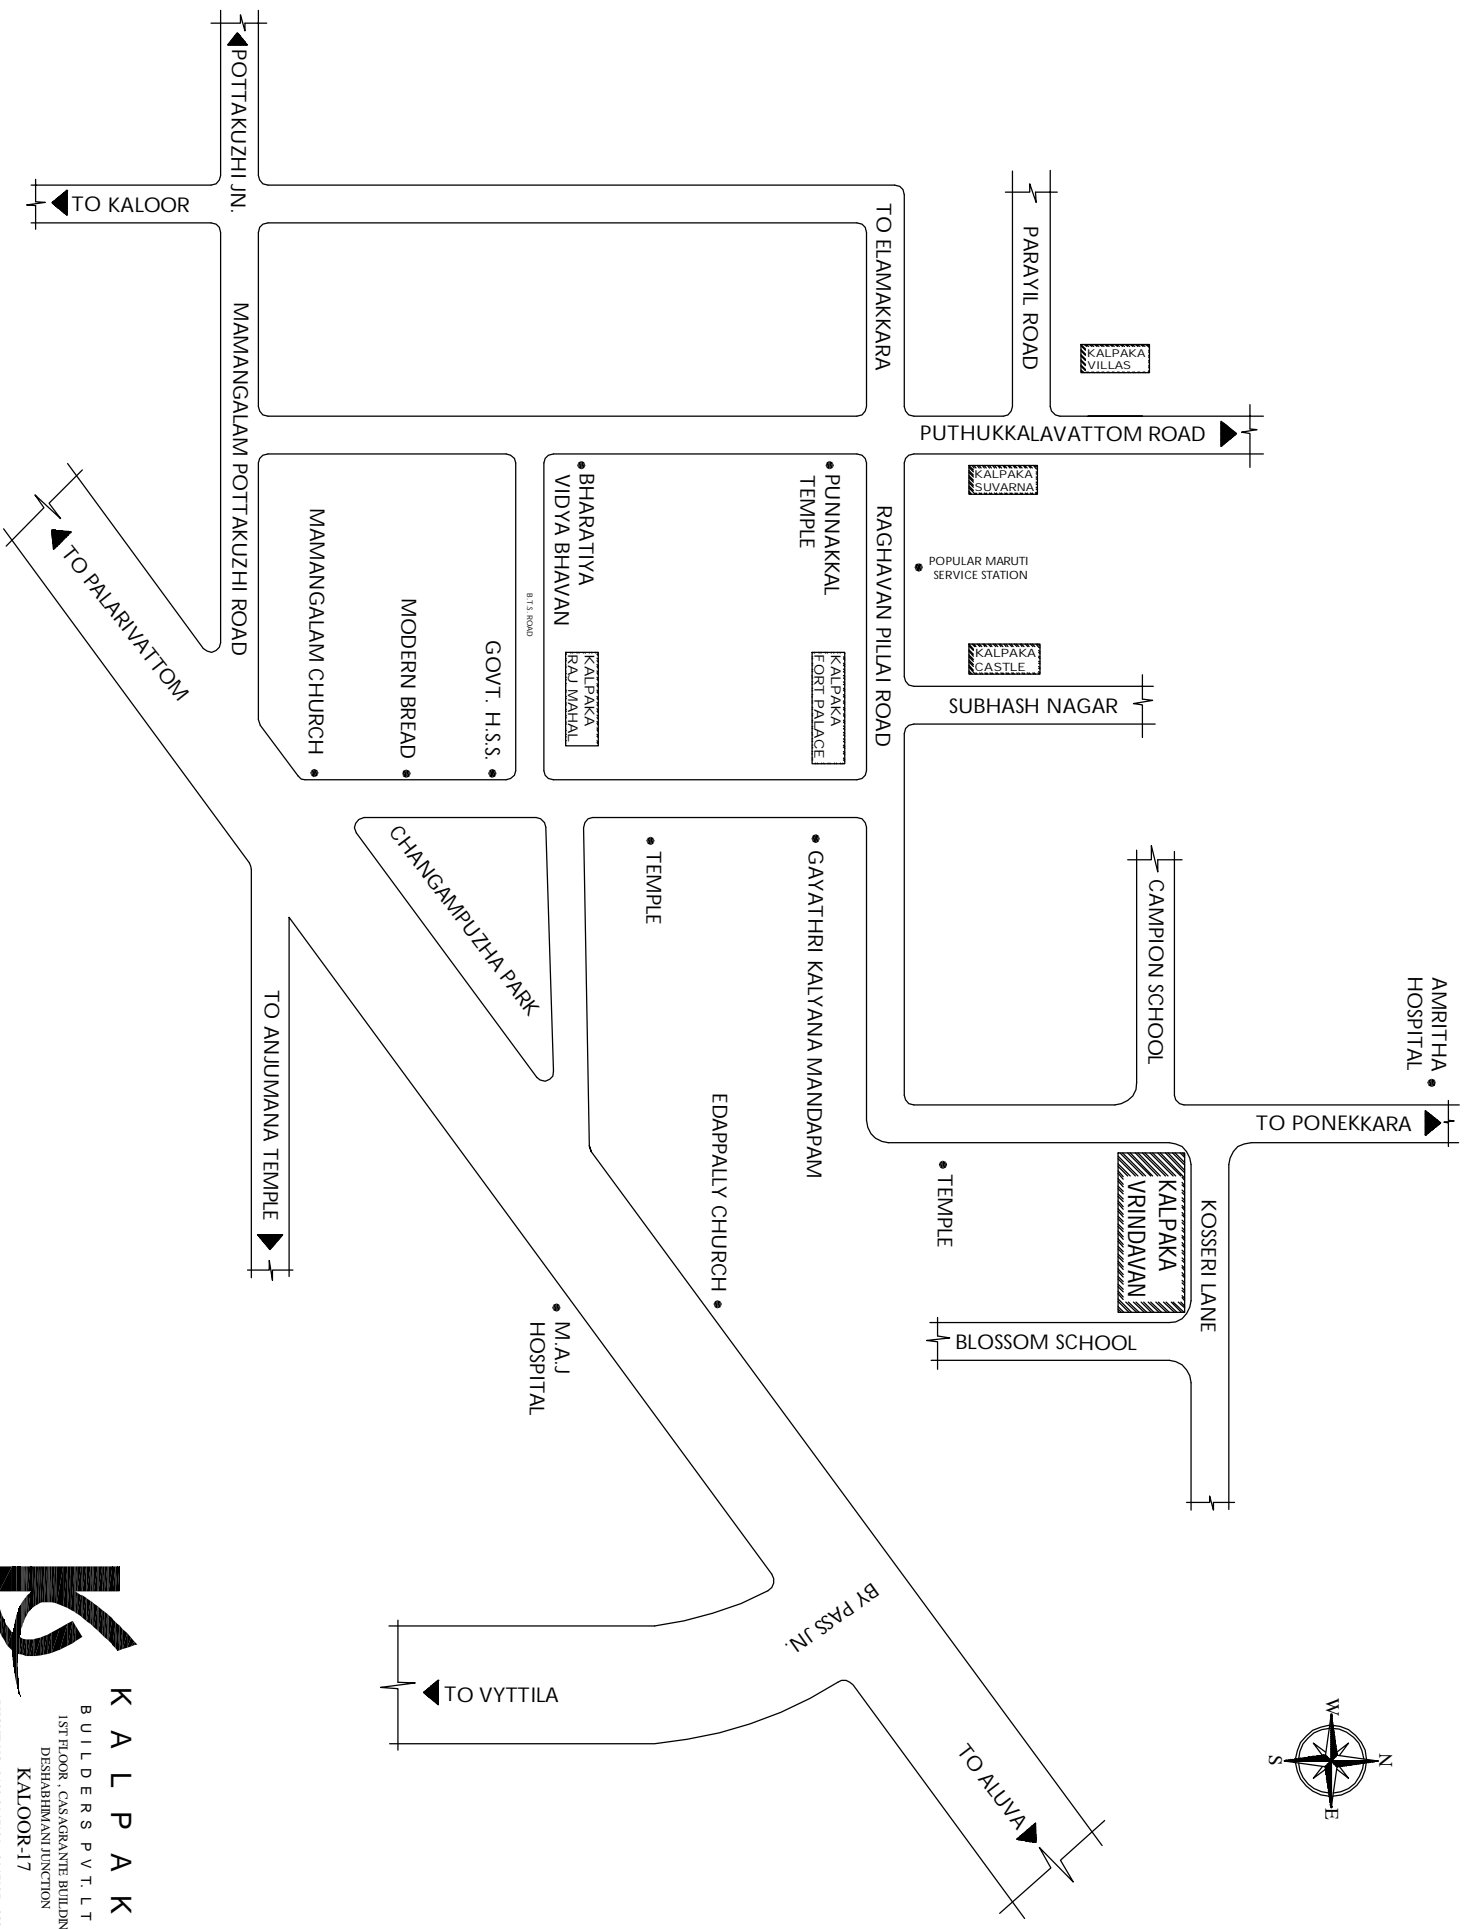 POTTAKUZHI JN.
TO KALOOR
MAMANGALAM POTTAKUZHI ROAD
TO ELAMAKKARA
PARAYIL ROAD
KALPAKA
VILLAS
PUTHUKKALAVATTOM ROAD
KALPAKA
SUVARNA
POPULAR MARUTI
SERVICE STATION
KALPAKA
CASTLE
SUBHASH NAGAR
RAGHAVAN PILLAI ROAD
PUNNAKKAL
TEMPLE
BHARATIYA
VIDYA BHAVAN
B.T.S. ROAD
KALPAKA
RAJ MAHAL
KALPAKA
FORT PALACE
GOVT. H.S.S.
MODERN BREAD
MAMANGALAM CHURCH
TO PALARIVATTOM
CHANGAMPUZHA PARK
TEMPLE
GAYATHRI KALYANA MANDAPAM
CAMPION SCHOOL
AMRITHA
HOSPITAL
TO PONEKKARA
TO ANJUMANA TEMPLE
EDAPPALLY CHURCH
TEMPLE
KALPAKA
VRINDAVAN
KOSSERI LANE
BLOSSOM SCHOOL
M.A.J
HOSPITAL
BY PASS JN.
TO VYTTILA
TO ALUVA
N
W
E
S
KALPAK
BUILDERS PVT. LT
1ST FLOOR , CASAGRANTE BUILDIN
DESHABHIMANI JUNCTION
KALOOR-17